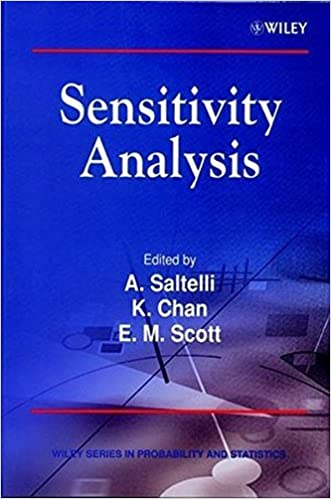 WILEY
Sensitivity
Analysis
Edited by
A. Saltelli
K. Chan
E. M. Scott
WILEY SERIES IN PROBABILITY AND STATISTICS